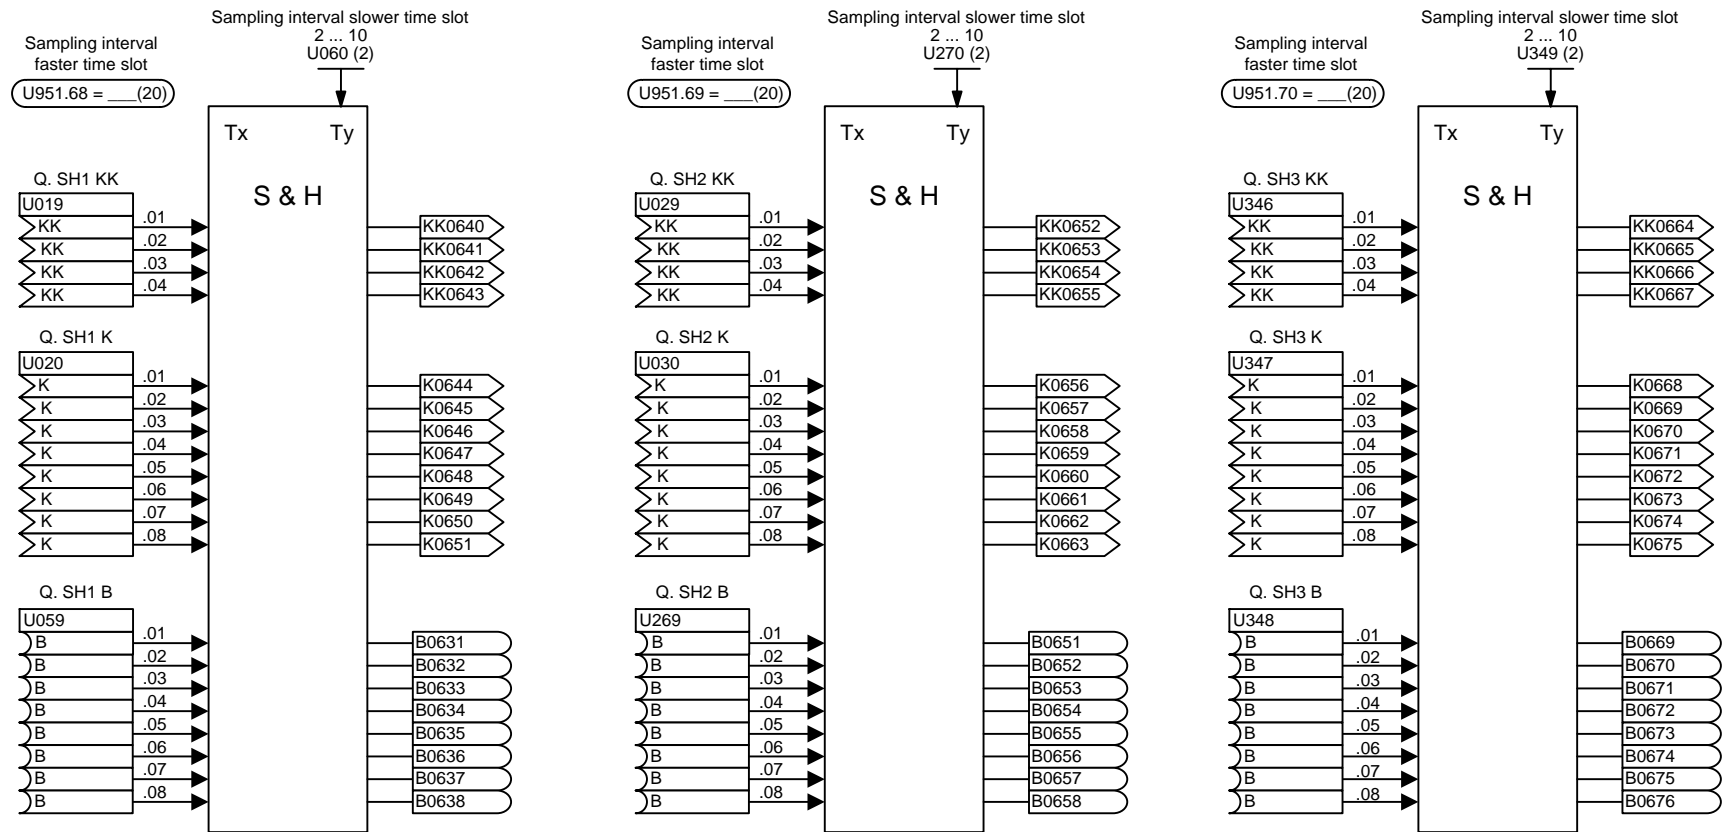 Sampling interval slower time slot
2 ... 10
U060 (2)
Sampling interval
faster time slot
U951.68 = ___(20)
Tx Ty
S & H
Q. SH1 KK
U019
KK .01 KK0640
KK .02 KK0641
KK .03 KK0642
KK .04 KK0643
Q. SH1 K
U020
K .01 K0644
K .02 K0645
K .03 K0646
K .04 K0647
K .05 K0648
K .06 K0649
K .07 K0650
K .08 K0651
Q. SH1 B
U059
B .01 B0631
B .02 B0632
B .03 B0633
B .04 B0634
B .05 B0635
B .06 B0636
B .07 B0637
B .08 B0638
Sampling interval slower time slot
2 ... 10
U270 (2)
Sampling interval
faster time slot
U951.69 = ___(20)
Tx Ty
S & H
Q. SH2 KK
U029
KK .01 KK0652
KK .02 KK0653
KK .03 KK0654
KK .04 KK0655
Q. SH2 K
U030
K .01 K0656
K .02 K0657
K .03 K0658
K .04 K0659
K .05 K0660
K .06 K0661
K .07 K0662
K .08 K0663
Q. SH2 B
U269
B .01 B0651
B .02 B0652
B .03 B0653
B .04 B0654
B .05 B0655
B .06 B0656
B .07 B0657
B .08 B0658
Sampling interval slower time slot
2 ... 10
U349 (2)
Sampling interval
faster time slot
U951.70 = ___(20)
Tx Ty
S & H
Q. SH3 KK
U346
KK .01 KK0664
KK .02 KK0665
KK .03 KK0666
KK .04 KK0667
Q. SH3 K
U347
K .01 K0668
K .02 K0669
K .03 K0670
K .04 K0671
K .05 K0672
K .06 K0673
K .07 K0674
K .08 K0675
Q. SH3 B
U348
B .01 B0669
B .02 B0670
B .03 B0671
B .04 B0672
B .05 B0673
B .06 B0674
B .07 B0675
B .08 B0676